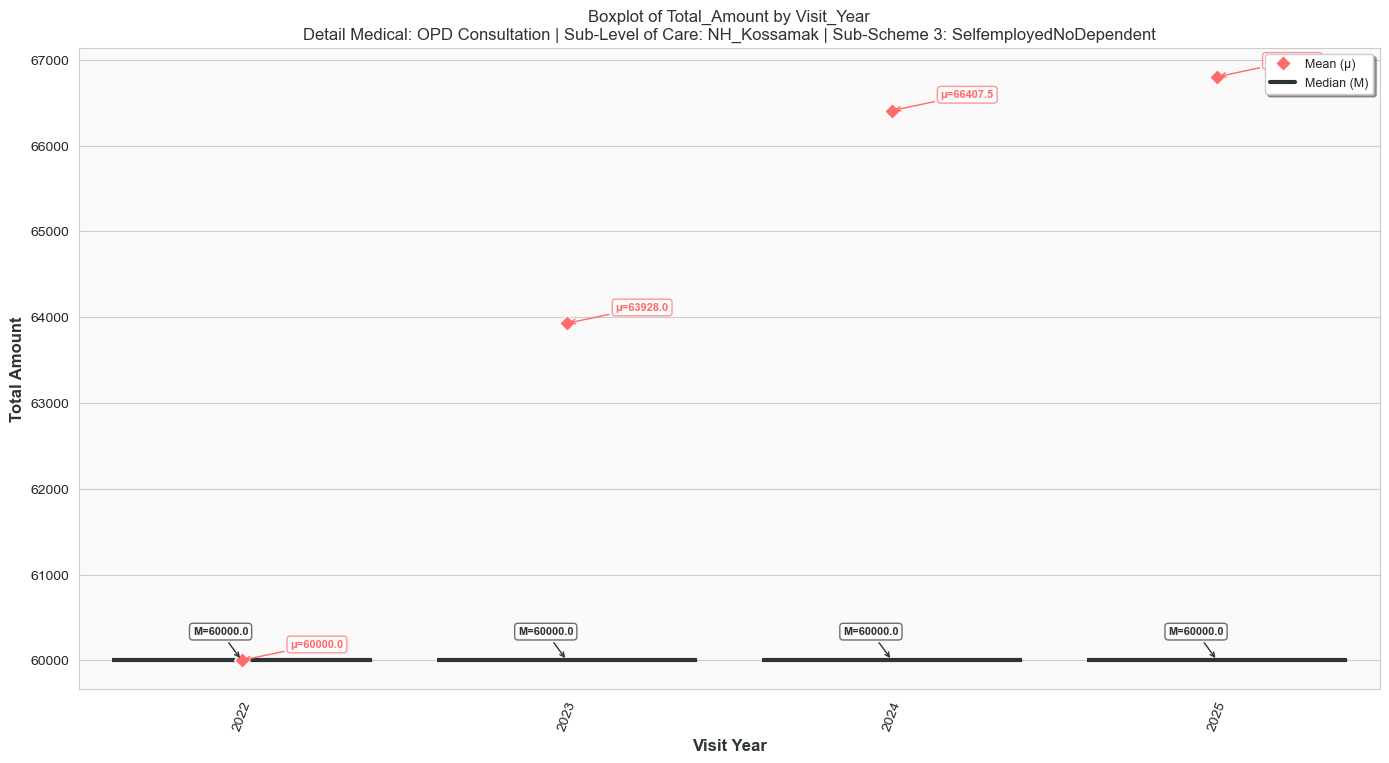 Boxplot of Total_Amount by Visit_Year
Detail Medical: OPD Consultation | Sub-Level of Care: NH_Kossamak | Sub-Scheme 3: SelfemployedNoDependent
Mean (μ)
Median (M)
67000
66000
65000
64000
63000
62000
61000
60000
Total Amount
μ=66407.5
μ=63928.0
M=60000.0
μ=60000.0
M=60000.0
M=60000.0
M=60000.0
2022
2023
2024
2025
Visit Year